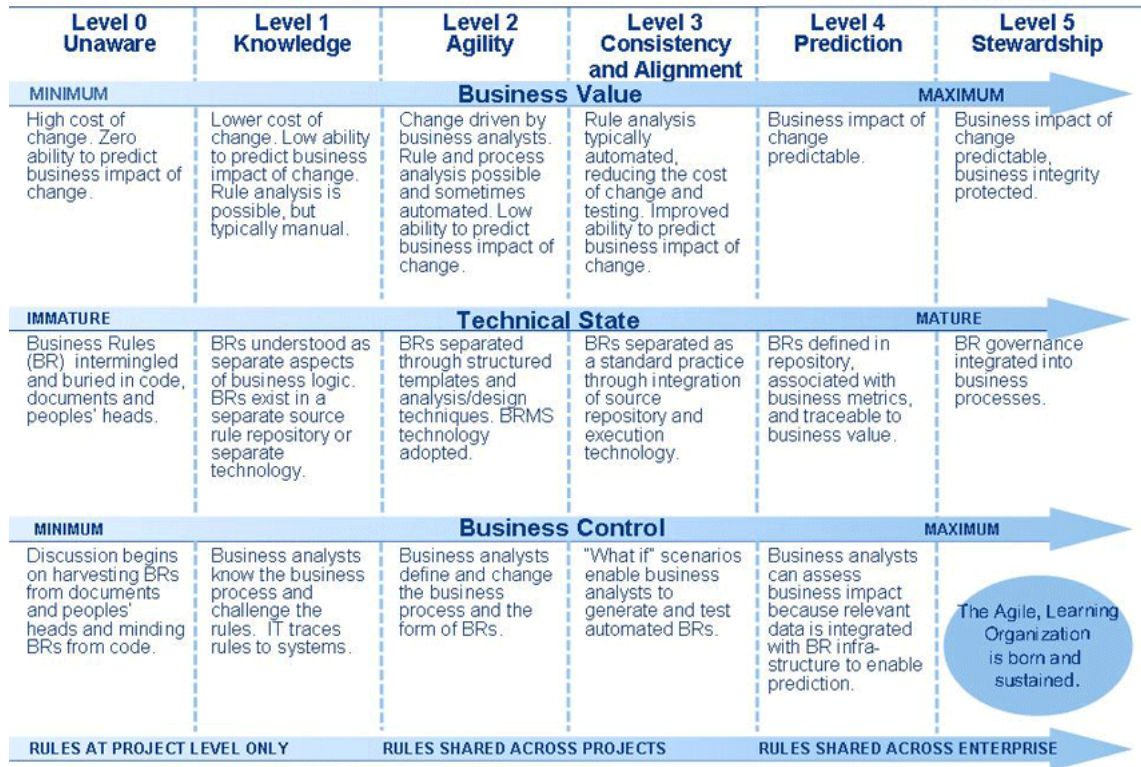 Level 0
Unaware
Level 1
Knowledge
Level 2
Agility
Level 3
Consistency
and Alignment
Level 4
Prediction
Level 5
Stewardship
MINIMUM
Business Value
MAXIMUM
High cost of
change. Zero
ability to predict
business impact of
change.
Lower cost of
change. Low ability
to predict business
impact of change.
Rule analysis is
possible, but
typically manual.
Change driven by
business analysts.
Rule and process
analysis possible
and sometimes
automated. Low
ability to predict
business impact of
change.
Rule analysis
typically
automated,
reducing the cost
of change and
testing. Improved
ability to predict
business impact of
change.
Business impact of
change
predictable.
Business impact of
change
predictable,
business integrity
protected.
IMMATURE
Technical State
MATURE
Business Rules
(BR) intermingled
and buried in code,
documents and
peoples' heads.
BRs understood as
separate aspects
of business logic.
BRs exist in a
separate source
rule repository or
separate
technology.
BRs separated
through structured
templates and
analysis/design
techniques. BRMS
technology
adopted.
BRs separated as
a standard practice
through integration
of source
repository and
execution
technology.
BRs defined in
repository,
associated with
business metrics,
and traceable to
business value.
BR governance
integrated into
business
processes.
MINIMUM
Business Control
MAXIMUM
Discussion begins
on harvesting BRs
from documents
and peoples'
heads and minding
BRs from code.
Business analysts
know the business
process and
challenge the
rules. IT traces
rules to systems.
Business analysts
define and change
the business
process and the
form of BRs.
"What if" scenarios
enable business
analysts to
generate and test
automated BRs.
Business analysts
can assess
business impact
because relevant
data is integrated
with BR infra-
structure to enable
prediction.
The Agile, Learning
Organization
is born and
sustained.
RULES AT PROJECT LEVEL ONLY
RULES SHARED ACROSS PROJECTS
RULES SHARED ACROSS ENTERPRISE